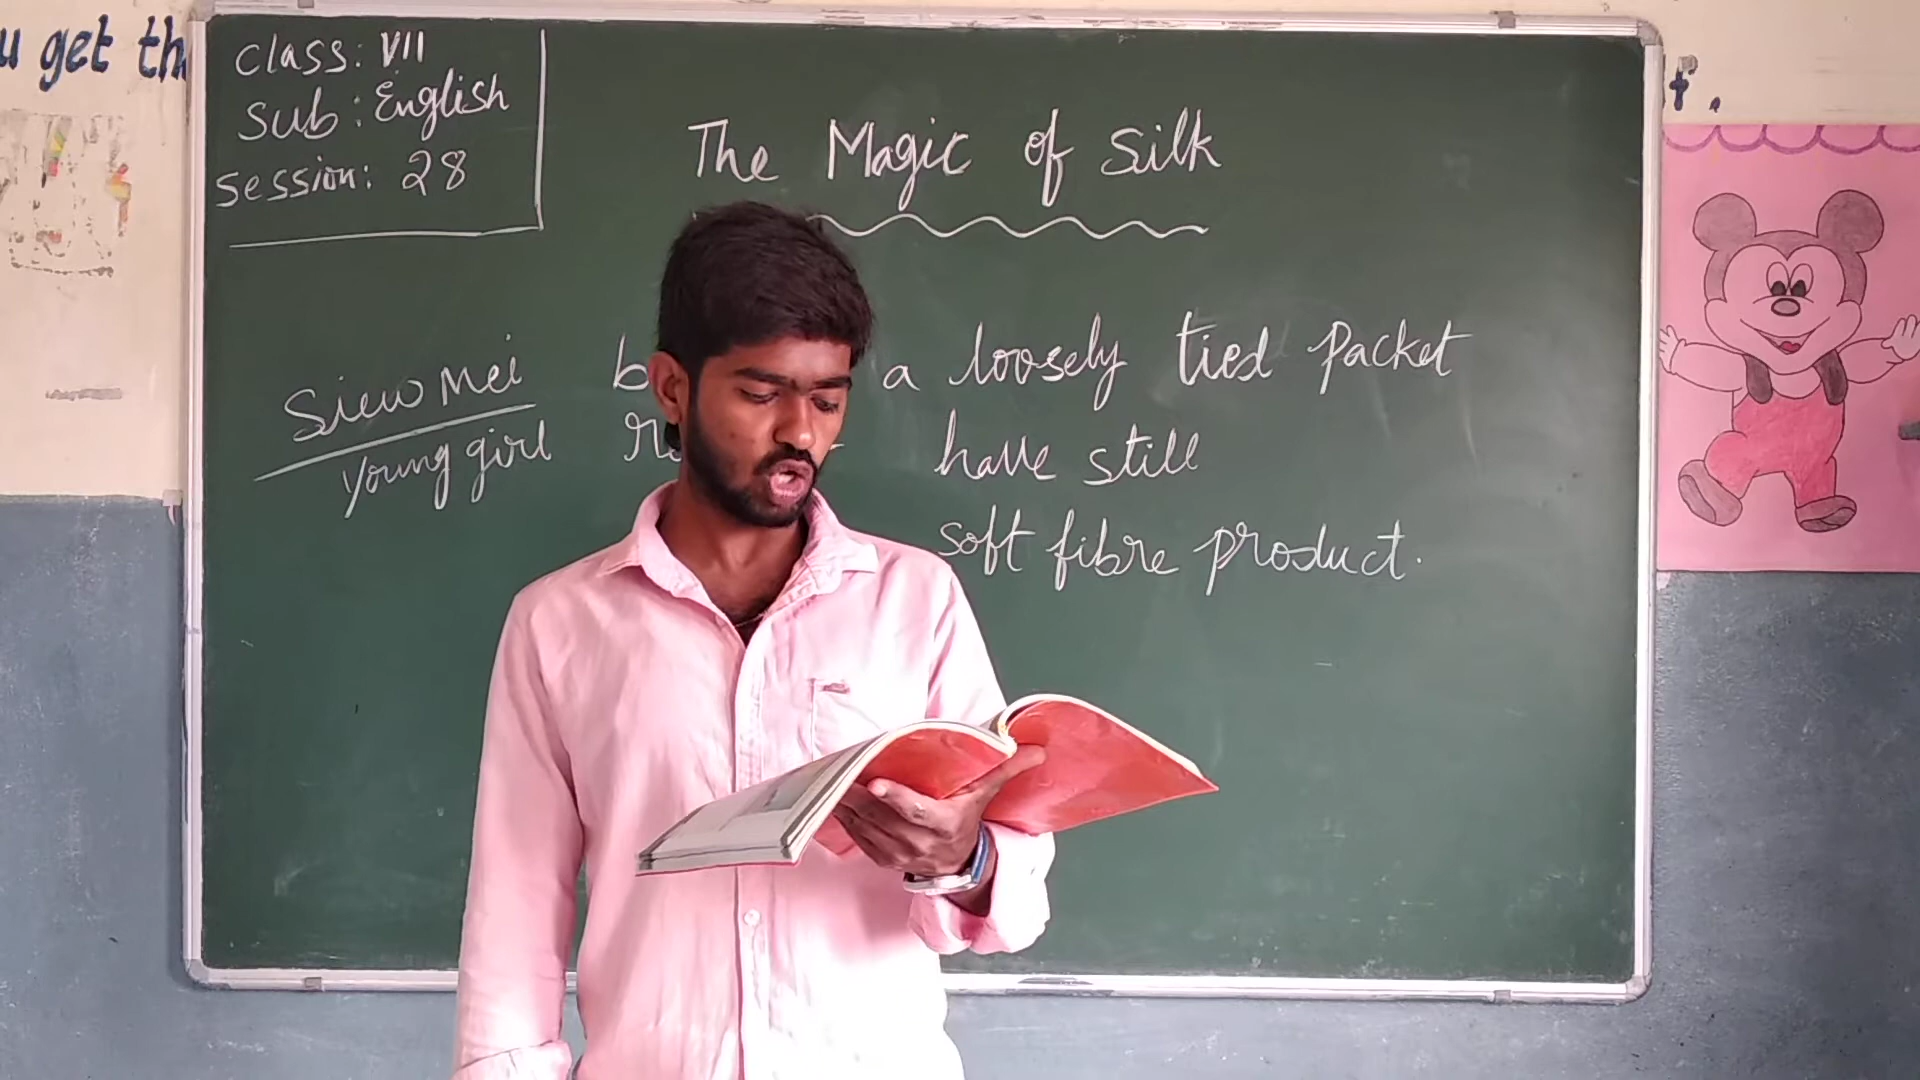 u get th
Class: VII
Sub: English
Session: 28
The Magic of Silk
Siew Mei
young girl
a loosely tied packet
have still
soft fibre product.